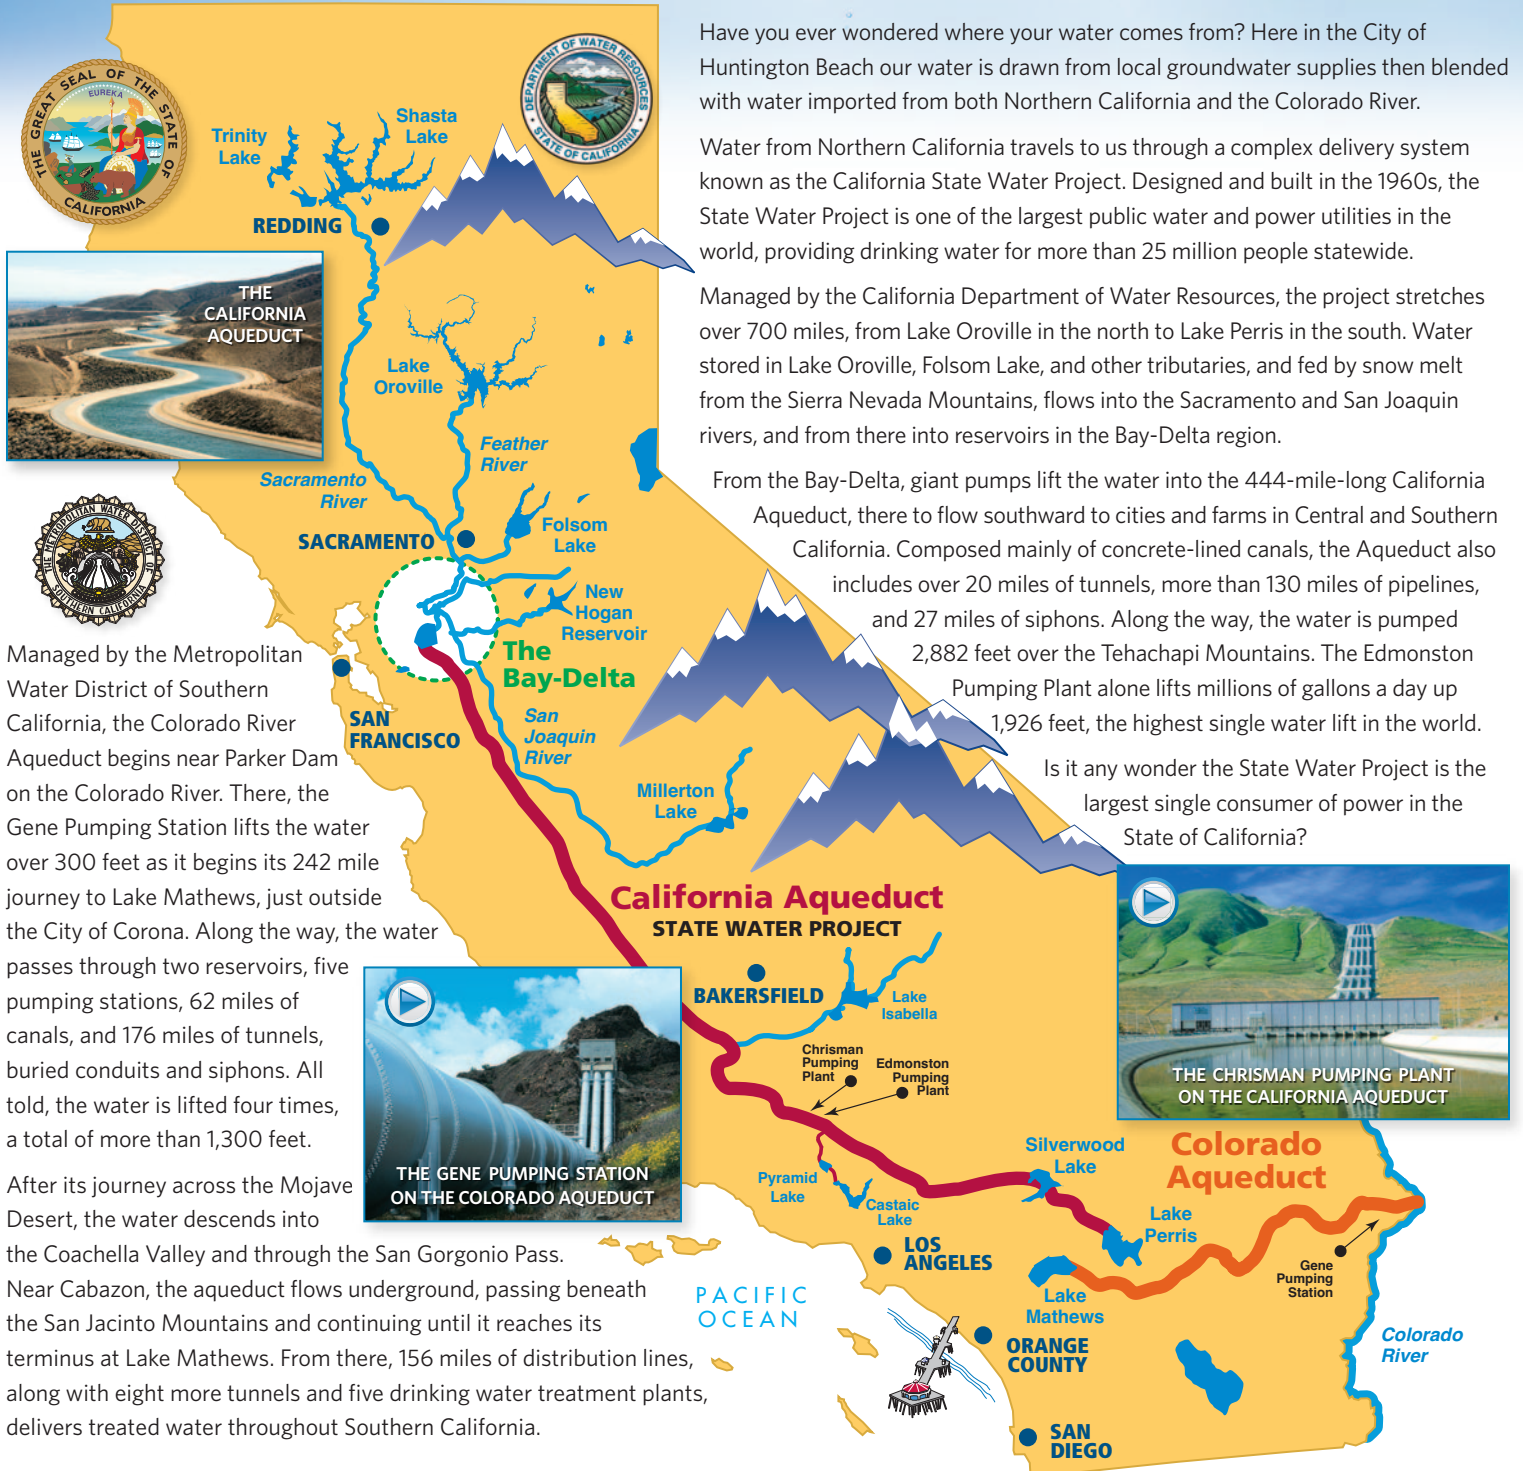 Have you ever wondered where your water comes from? Here in the City of
Huntington Beach our water is drawn from local groundwater supplies then blended
with water imported from both Northern California and the Colorado River.
Water from Northern California travels to us through a complex delivery system
known as the California State Water Project. Designed and built in the 1960s, the
State Water Project is one of the largest public water and power utilities in the
world, providing drinking water for more than 25 million people statewide.
Managed by the California Department of Water Resources, the project stretches
over 700 miles, from Lake Oroville in the north to Lake Perris in the south. Water
stored in Lake Oroville, Folsom Lake, and other tributaries, and fed by snow melt
from the Sierra Nevada Mountains, flows into the Sacramento and San Joaquin
rivers, and from there into reservoirs in the Bay-Delta region.
From the Bay-Delta, giant pumps lift the water into the 444-mile-long California
Aqueduct, there to flow southward to cities and farms in Central and Southern
California. Composed mainly of concrete-lined canals, the Aqueduct also
includes over 20 miles of tunnels, more than 130 miles of pipelines,
and 27 miles of siphons. Along the way, the water is pumped
2,882 feet over the Tehachapi Mountains. The Edmonston
Pumping Plant alone lifts millions of gallons a day up
1,926 feet, the highest single water lift in the world.
Is it any wonder the State Water Project is the
largest single consumer of power in the
State of California?
THE GREAT SEAL OF THE STATE OF CALIFORNIA
EUREKA
DEPARTMENT OF WATER RESOURCES
STATE OF CALIFORNIA
Trinity
Lake
Shasta
Lake
REDDING
THE
CALIFORNIA
AQUEDUCT
Lake
Oroville
Feather
River
Sacramento
River
THE METROPOLITAN WATER DISTRICT OF SOUTHERN CALIFORNIA
SACRAMENTO
Folsom
Lake
New
Hogan
Reservoir
The
Bay-Delta
SAN
FRANCISCO
San
Joaquin
River
Millerton
Lake
Managed by the Metropolitan
Water District of Southern
California, the Colorado River
Aqueduct begins near Parker Dam
on the Colorado River. There, the
Gene Pumping Station lifts the water
over 300 feet as it begins its 242 mile
journey to Lake Mathews, just outside
the City of Corona. Along the way, the water
passes through two reservoirs, five
pumping stations, 62 miles of
canals, and 176 miles of tunnels,
buried conduits and siphons. All
told, the water is lifted four times,
a total of more than 1,300 feet.
After its journey across the Mojave
Desert, the water descends into
the Coachella Valley and through the San Gorgonio Pass.
Near Cabazon, the aqueduct flows underground, passing beneath
the San Jacinto Mountains and continuing until it reaches its
terminus at Lake Mathews. From there, 156 miles of distribution lines,
along with eight more tunnels and five drinking water treatment plants,
delivers treated water throughout Southern California.
California Aqueduct
STATE WATER PROJECT
BAKERSFIELD
Lake
Isabella
Chrisman
Pumping
Plant
Edmonston
Pumping
Plant
THE GENE PUMPING STATION
ON THE COLORADO AQUEDUCT
THE CHRISMAN PUMPING PLANT
ON THE CALIFORNIA AQUEDUCT
Pyramid
Lake
Castaic
Lake
Silverwood
Lake
Colorado
Aqueduct
Lake
Perris
LOS
ANGELES
Lake
Mathews
Gene
Pumping
Station
PACIFIC
OCEAN
ORANGE
COUNTY
Colorado
River
SAN
DIEGO